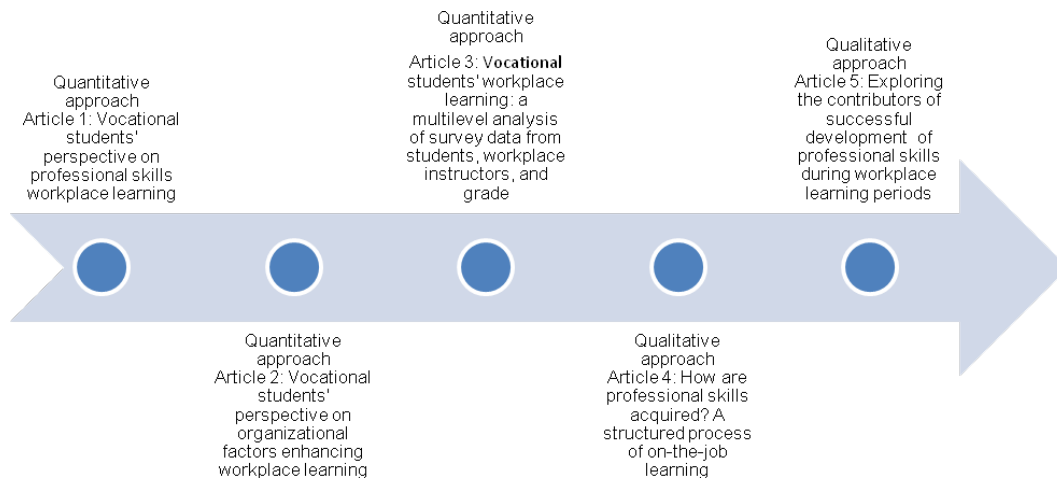 Quantitative
approach
Article 1: Vocational
students'
perspective on
professional skills
workplace learning
Quantitative
approach
Article 2: Vocational
students'
perspective on
organizational
factors enhancing
workplace learning
Quantitative
approach
Article 3: Vocational
students' workplace
learning: a
multilevel analysis
of survey data from
students, workplace
instructors, and
grade
Qualitative
approach
Article 4: How are
professional skills
acquired? A
structured process
of on-the-job
learning
Qualitative
approach
Article 5: Exploring
the contributors of
successful
development of
professional skills
during workplace
learning periods